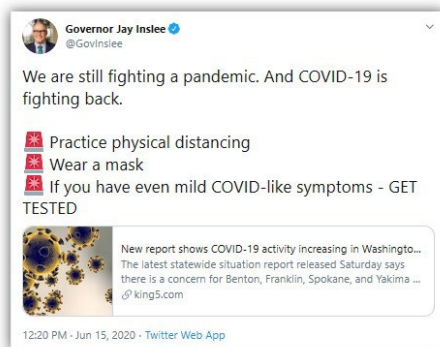 Governor Jay Inslee
@GovInslee
We are still fighting a pandemic. And COVID-19 is
fighting back.
🚨 Practice physical distancing
🚨 Wear a mask
🚨 If you have even mild COVID-like symptoms - GET
TESTED
New report shows COVID-19 activity increasing in Washingto...
The latest statewide situation report released Saturday says
there is a concern for Benton, Franklin, Spokane, and Yakima ...
king5.com
12:20 PM · Jun 15, 2020 · Twitter Web App